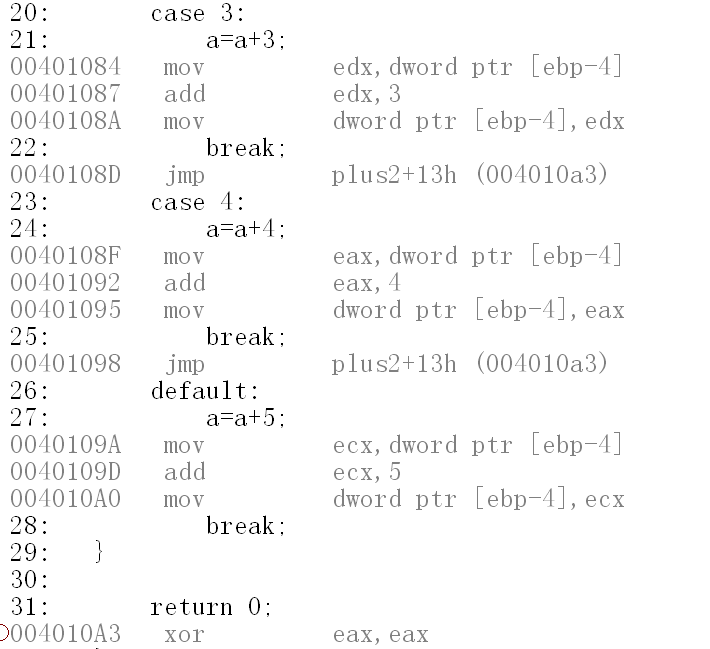 20:       case 3:
21:           a=a+3;
00401084   mov         edx,dword ptr [ebp-4]
00401087   add         edx,3
0040108A   mov         dword ptr [ebp-4],edx
22:           break;
0040108D   jmp         plus2+13h (004010a3)
23:       case 4:
24:           a=a+4;
0040108F   mov         eax,dword ptr [ebp-4]
00401092   add         eax,4
00401095   mov         dword ptr [ebp-4],eax
25:           break;
00401098   jmp         plus2+13h (004010a3)
26:       default:
27:           a=a+5;
0040109A   mov         ecx,dword ptr [ebp-4]
0040109D   add         ecx,5
004010A0   mov         dword ptr [ebp-4],ecx
28:           break;
29:   }
30:
31:       return 0;
004010A3   xor         eax,eax